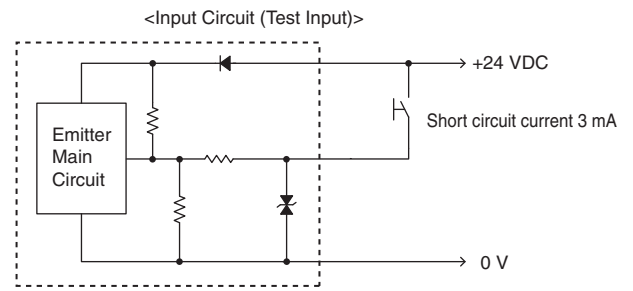 <Input Circuit (Test Input)>
+24 VDC
Short circuit current 3 mA
Emitter
Main
Circuit
0 V